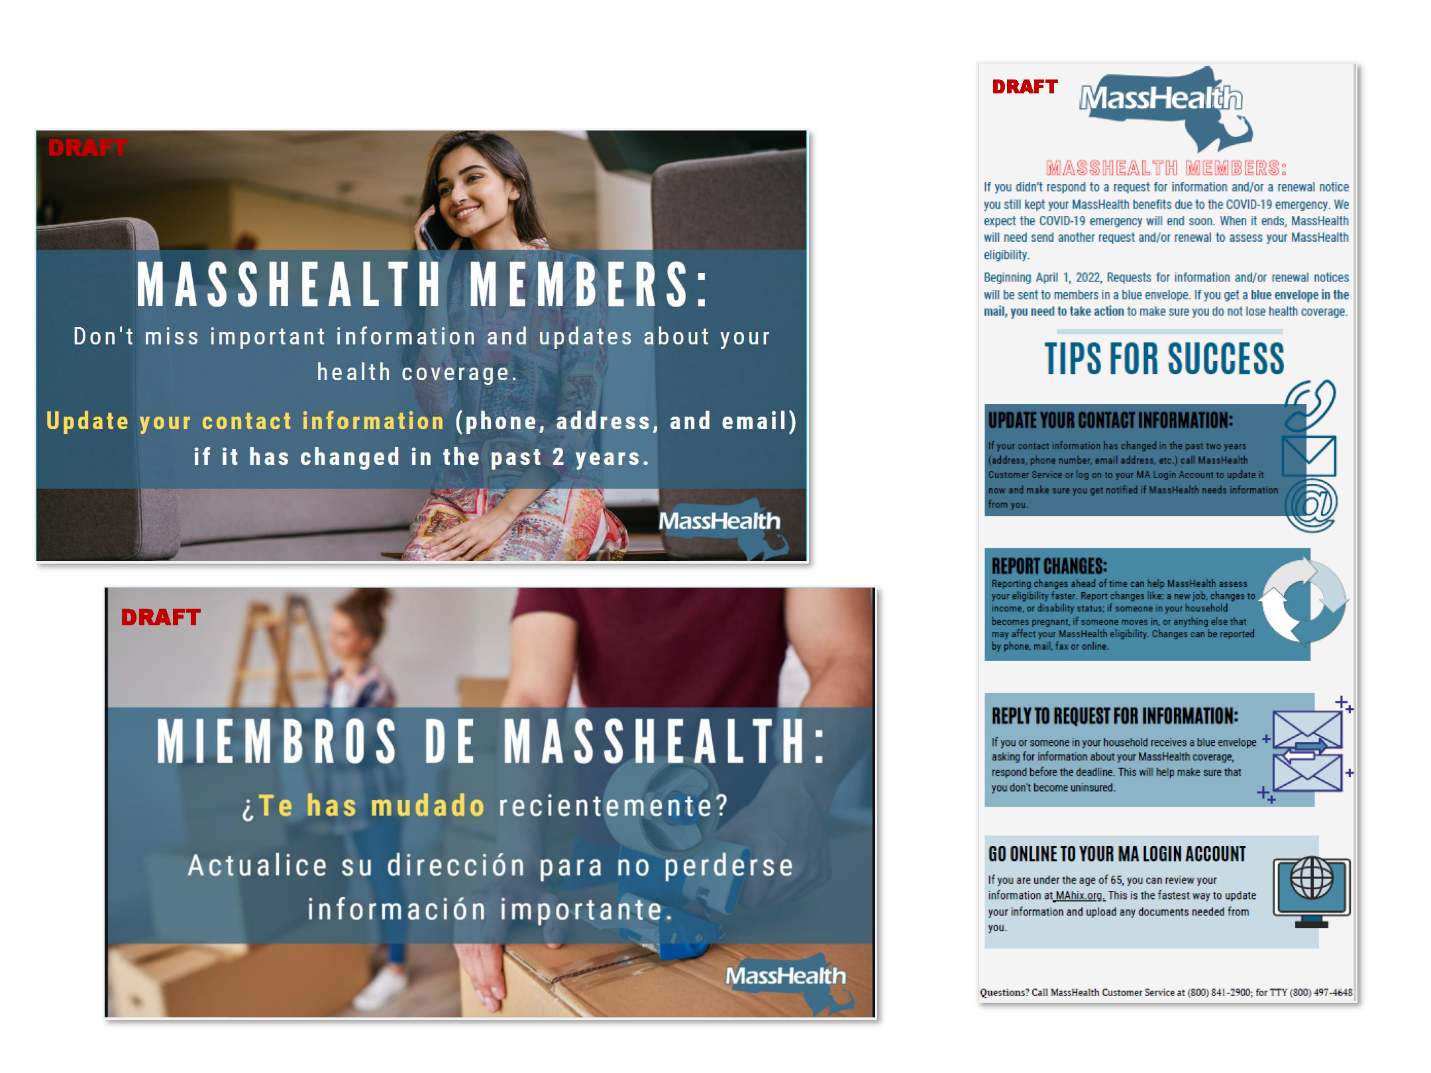 DRAFT
MASSHEALTH MEMBERS:
Don't miss important information and updates about your
health coverage.
Update your contact information (phone, address, and email)
if it has changed in the past 2 years.
MassHealth
DRAFT
MIEMBROS DE MASSHEALTH:
¿Te has mudado recientemente?
Actualice su dirección para no perderse
información importante.
MassHealth
DRAFT
MassHealth
MASSHEALTH MEMBERS:
If you didn't respond to a request for information and/or a renewal notice
you still kept your MassHealth benefits due to the COVID-19 emergency. We
expect the COVID-19 emergency will end soon. When it ends, MassHealth
will need send another request and/or renewal to assess your MassHealth
eligibility.
Beginning April 1, 2022, Requests for information and/or renewal notices
will be sent to members in a blue envelope. If you get a blue envelope in the
mail, you need to take action to make sure you do not lose health coverage.
TIPS FOR SUCCESS
UPDATE YOUR CONTACT INFORMATION:
If your contact information has changed in the past two years
(address, phone number, email address, etc.) call MassHealth
Customer Service or log on to your MA Login Account to update it
now and make sure you get notified if MassHealth needs information
from you.
@
REPORT CHANGES:
Reporting changes ahead of time can help MassHealth assess
your eligibility faster. Report changes like: a new job, changes to
income, or disability status; if someone in your household
becomes pregnant, if someone moves in, or anything else that
may affect your MassHealth eligibility. Changes can be reported
by phone, mail, fax or online.
REPLY TO REQUEST FOR INFORMATION:
If you or someone in your household receives a blue envelope
asking for information about your MassHealth coverage,
respond before the deadline. This will help make sure that
you don't become uninsured.
GO ONLINE TO YOUR MA LOGIN ACCOUNT
If you are under the age of 65, you can review your
information at MAhix.org. This is the fastest way to update
your information and upload any documents needed from
you.
Questions? Call MassHealth Customer Service at (800) 841-2900; for TTY (800) 497-4648